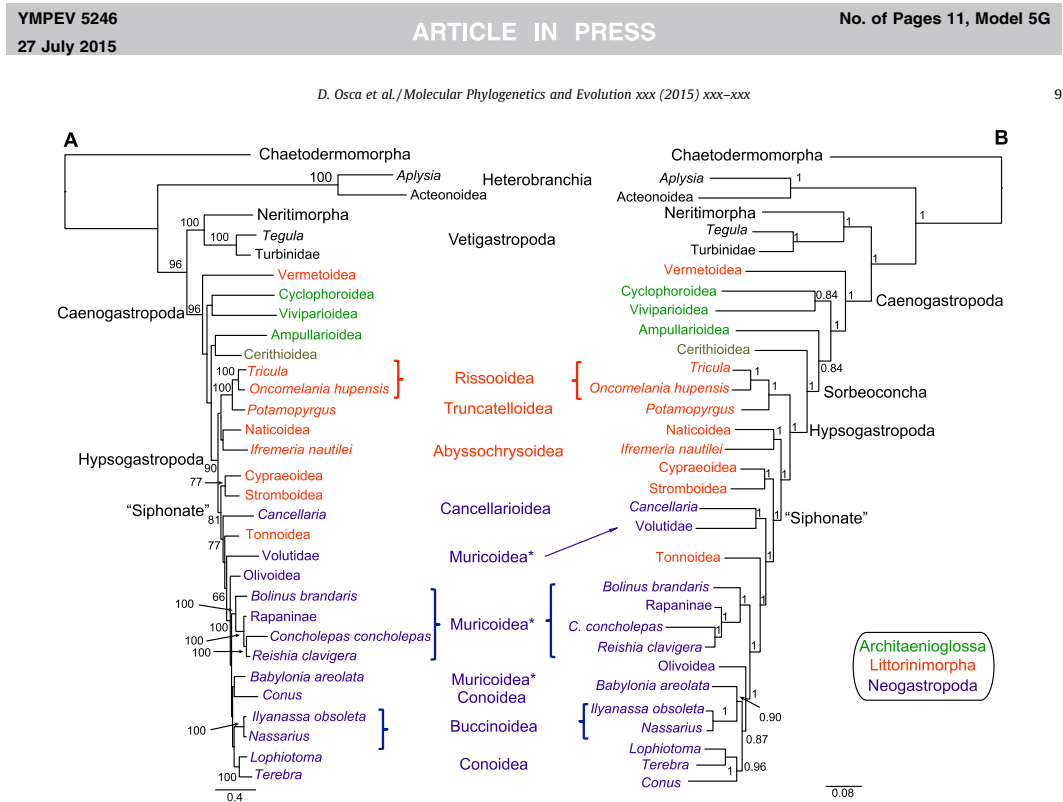 YMPEV 5246
No. of Pages 11, Model 5G
27 July 2015
ARTICLE IN PRESS
D. Osca et al. / Molecular Phylogenetics and Evolution xxx (2015) xxx–xxx
9
A
Chaetodermomorpha
100
Aplysia
Acteonoidea
Heterobranchia
100
Neritimorpha
100
Tegula
Turbinidae
Vetigastropoda
96
Vermetoidea
Cyclophoroidea
Viviparioidea
Caenogastropoda
96
Ampullarioidea
Cerithioidea
100
Tricula
100
Oncomelania hupensis
Potamopyrgus
Rissooidea
Truncatelloidea
Naticoidea
Ifremeria nautilei
Abyssochrysoidea
Hypsogastropoda
90
77
Cypraeoidea
Stromboidea
"Siphonate"
81
Cancellaria
Cancellarioidea
77
Tonnoidea
Volutidae
Muricoidea*
Olivoidea
66
Bolinus brandaris
100
Rapaninae
100
Concholepas concholepas
100
100
Reishia clavigera
Muricoidea*
Babylonia areolata
Muricoidea*
Conus
Conoidea
Ilyanassa obsoleta
100
Nassarius
Buccinoidea
Lophiotoma
100
Terebra
Conoidea
0.4
B
Chaetodermomorpha
Aplysia
1
Acteonoidea
Neritimorpha
1
1
Tegula
1
Turbinidae
1
Vermetoidea
Cyclophoroidea
0.84
Viviparioidea
1
Caenogastropoda
Ampullarioidea
1
Cerithioidea
0.84
Tricula
1
Oncomelania hupensis
1
1
Sorbeoconcha
Potamopyrgus
Naticoidea
1
1
Hypsogastropoda
Ifremeria nautilei
Cypraeoidea
1
1
Stromboidea
1
Cancellaria
1
1
"Siphonate"
Volutidae
Tonnoidea
1
Bolinus brandaris
Rapaninae
1
1
1
C. concholepas
1
Reishia clavigera
Olivoidea
Babylonia areolata
1
Ilyanassa obsoleta
1
0.90
Nassarius
0.87
Lophiotoma
Terebra
1
0.96
Conus
0.08
Architaenioglossa
Littorinimorpha
Neogastropoda